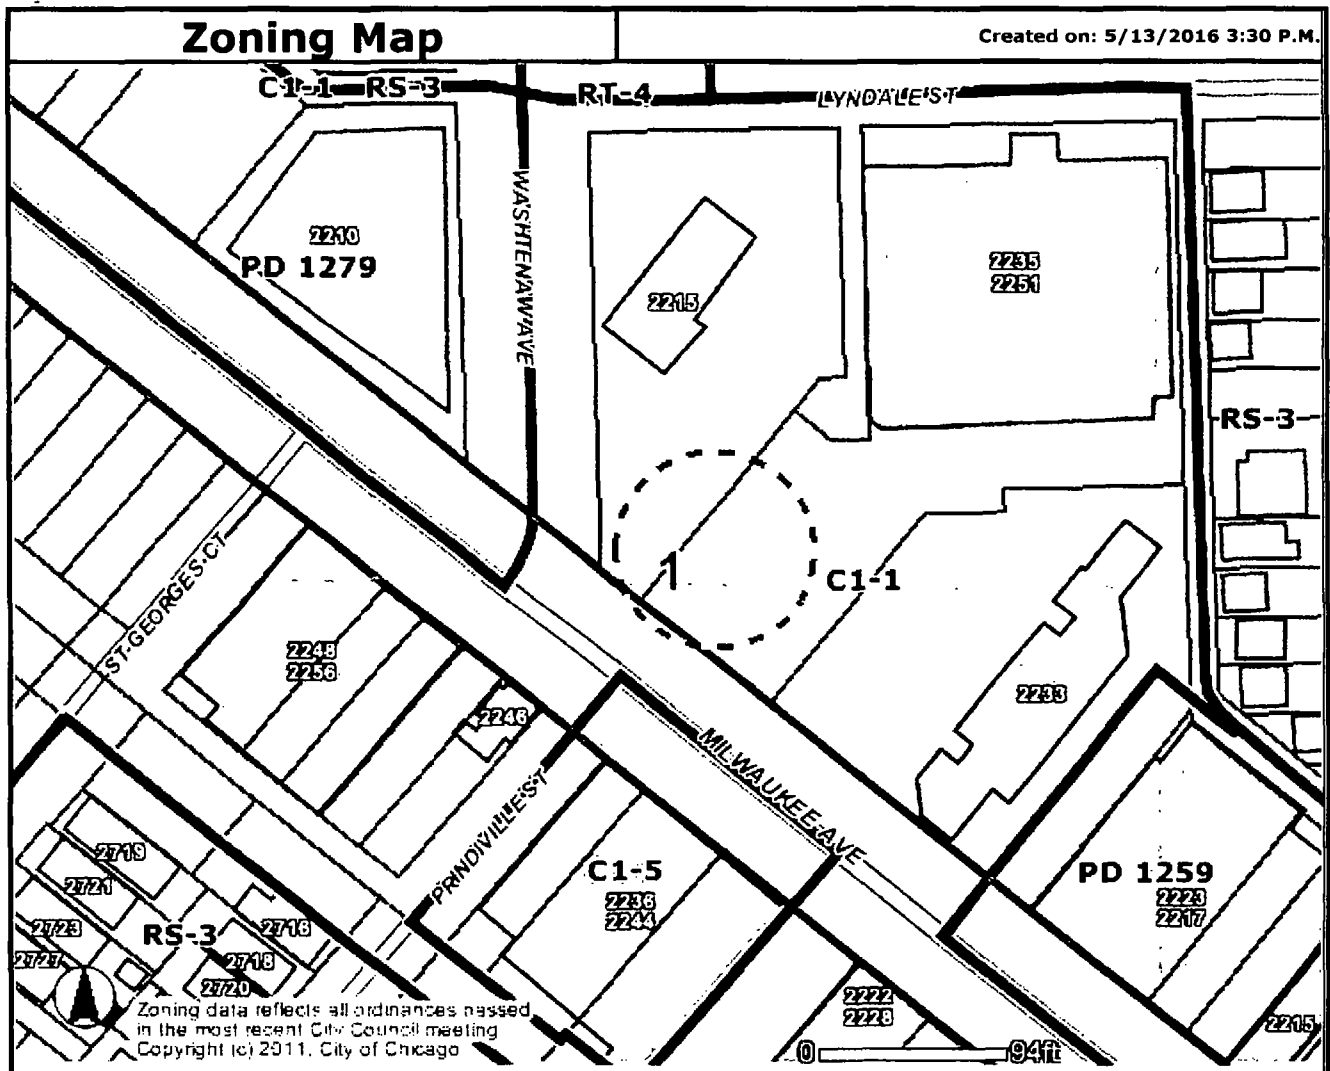 Zoning Map
Created on: 5/13/2016 3:30 P.M.
C1-1 RS-3
RT-4
LYNDALE ST
WASHTENAW AVE
2210
PD 1279
2215
2235
2251
RS-3
1
C1-1
ST GEORGES CT
2248
2256
2246
2233
MILWAUKEE AVE
PRINDIVILLE ST
C1-5
2236
2244
PD 1259
2223
2217
2719
2721
2723
2727
RS-3
2716
2718
2720
2222
2228
2215
Zoning data reflects all ordinances passed
in the most recent City Council meeting
Copyright (c) 2011, City of Chicago
0 94ft